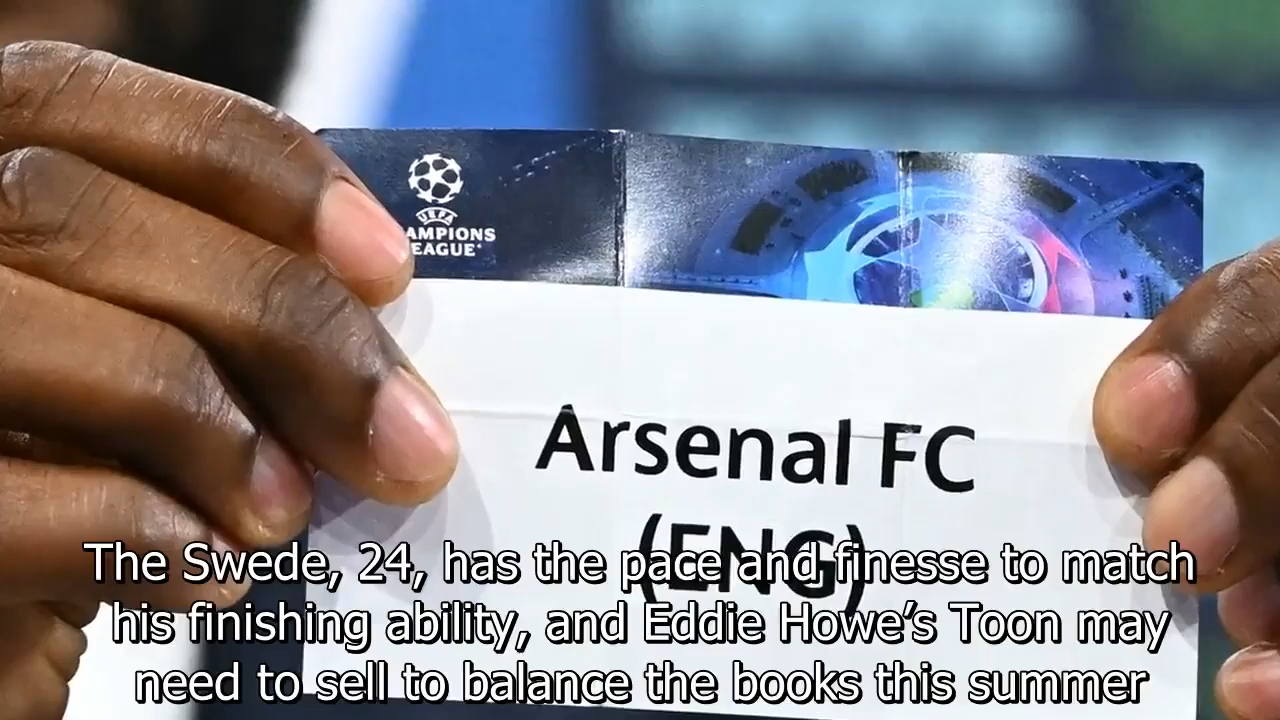 UEFA
AMPIONS
EAGUE
Arsenal FC
(ENG)
The Swede, 24, has the pace and finesse to match
his finishing ability, and Eddie Howe’s Toon may
need to sell to balance the books this summer